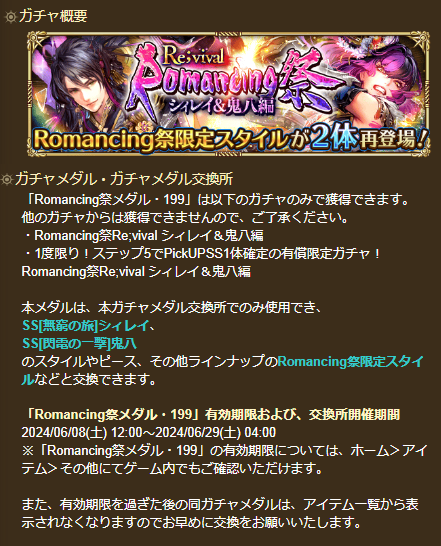 ガチャ概要
Re;vival
Romancing祭
シィレイ&鬼八編
Romancing祭限定スタイルが2体再登場!
ガチャメダル・ガチャメダル交換所
「Romancing祭メダル・199」は以下のガチャのみで獲得できます。
他のガチャからは獲得できませんので、ご了承ください。
・Romancing祭Re;vival シィレイ&鬼八編
・1度限り!ステップ5でPickUPSS1体確定の有償限定ガチャ!
Romancing祭Re;vival シィレイ&鬼八編
本メダルは、本ガチャメダル交換所でのみ使用でき、
SS[無窮の旅]シィレイ、
SS[閃電の一撃]鬼八
のスタイルやピース、その他ラインナップのRomancing祭限定スタイ
ルなどと交換できます。
「Romancing祭メダル・199」有効期限および、交換所開催期間
2024/06/08(土) 12:00～2024/06/29(土) 04:00
※「Romancing祭メダル・199」の有効期限については、ホーム＞アイ
テム＞その他にてゲーム内でもご確認いただけます。
また、有効期限を過ぎた後の同ガチャメダルは、アイテム一覧から表
示されなくなりますのでお早めに交換をお願いいたします。